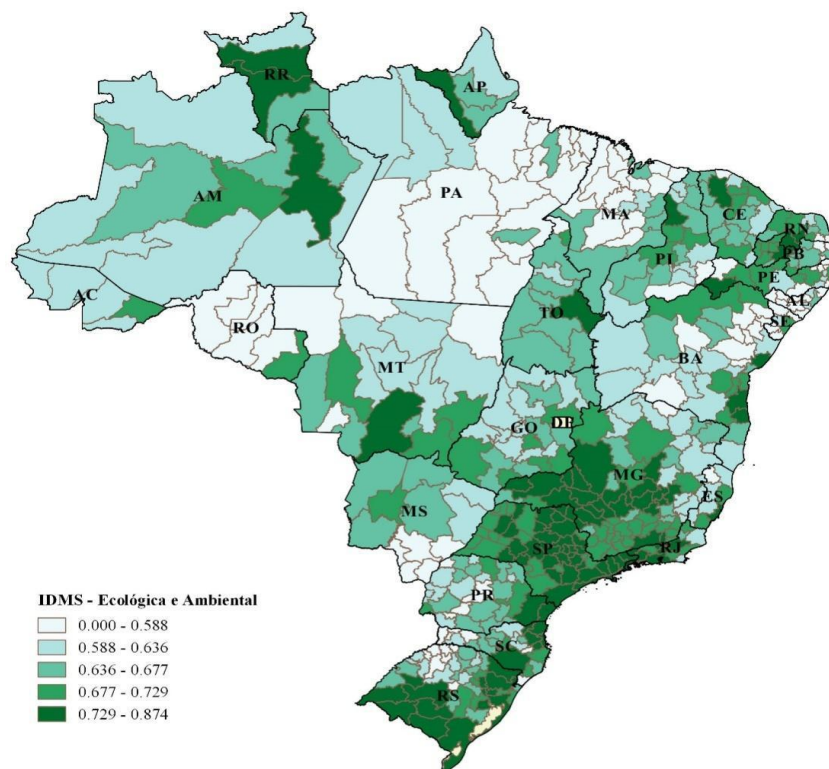 RR
AP
AM
PA
MA
CE
RN
PB
PI
PE
AC
AL
TO
SE
RO
BA
MT
GO
DF
MG
MS
ES
SP
RJ
PR
SC
RS
IDMS - Ecológica e Ambiental
0.000 - 0.588
0.588 - 0.636
0.636 - 0.677
0.677 - 0.729
0.729 - 0.874